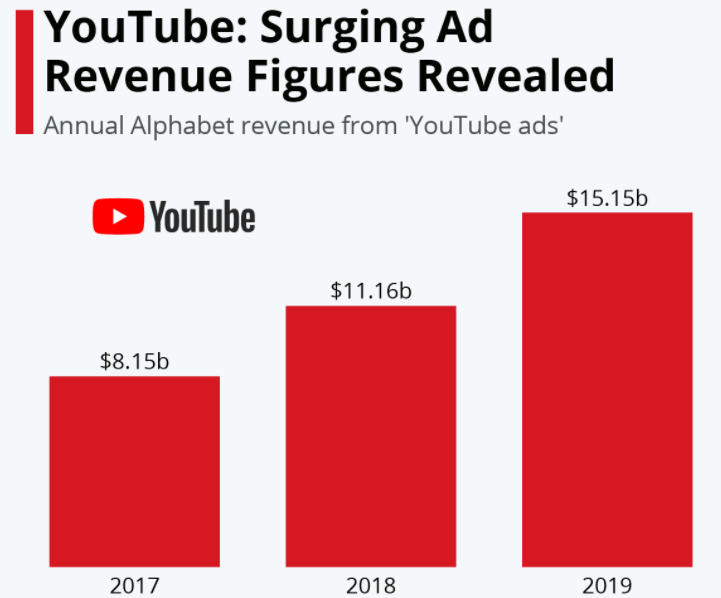 YouTube: Surging Ad
Revenue Figures Revealed
Annual Alphabet revenue from 'YouTube ads'
YouTube
$15.15b
$11.16b
$8.15b
2017 2018 2019